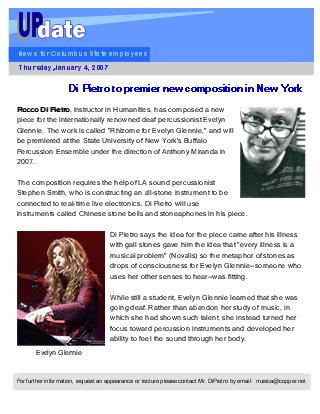 UPdate
News for Columbus State employees
Thursday, January 4, 2007
Di Pietro to premier new composition in New York
Rocco Di Pietro, instructor in Humanities, has composed a new
piece for the internationally renowned deaf percussionist Evelyn
Glennie. The work is called "Rhizome for Evelyn Glennie," and will
be premiered at the State University of New York's Buffalo
Percussion Ensemble under the direction of Anthony Miranda in
2007.
The composition requires the help of LA sound percussionist
Stephen Smith, who is constructing an all-stone instrument to be
connected to real-time live electronics. Di Pietro will use
instruments called Chinese stone bells and stoneaphones in his piece.
Di Pietro says the idea for the piece came after his illness
with gall stones gave him the idea that "every illness is a
musical problem" (Novalis) so the metaphor of stones as
drops of consciousness for Evelyn Glennie--someone who
uses her other senses to hear--was fitting.
While still a student, Evelyn Glennie learned that she was
going deaf. Rather than abandon her study of music, in
which she had shown such talent, she instead turned her
focus toward percussion instruments and developed her
ability to feel the sound through her body.
Evelyn Glennie
For further information, request an appearance or lecture please contact Mr. DiPietro by email: museca@copper.net